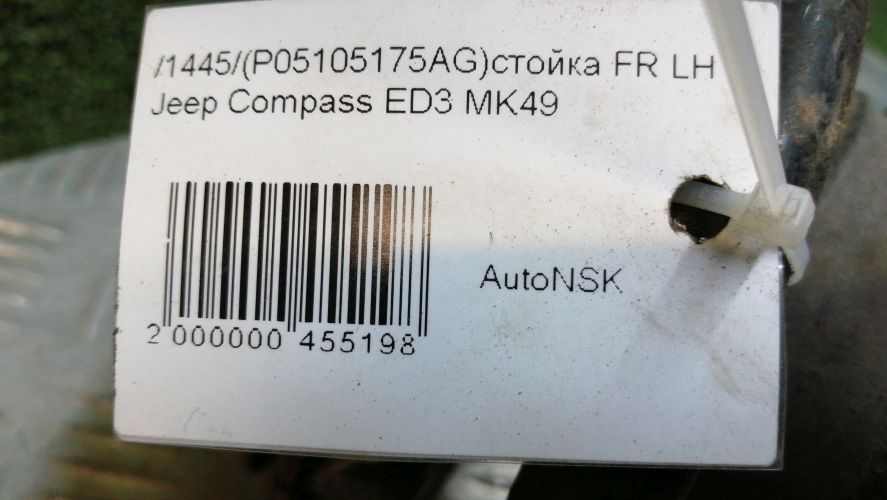 /1445/(P05105175AG)стойка FR LH
Jeep Compass ED3 MK49
AutoNSK
2 000000 455198